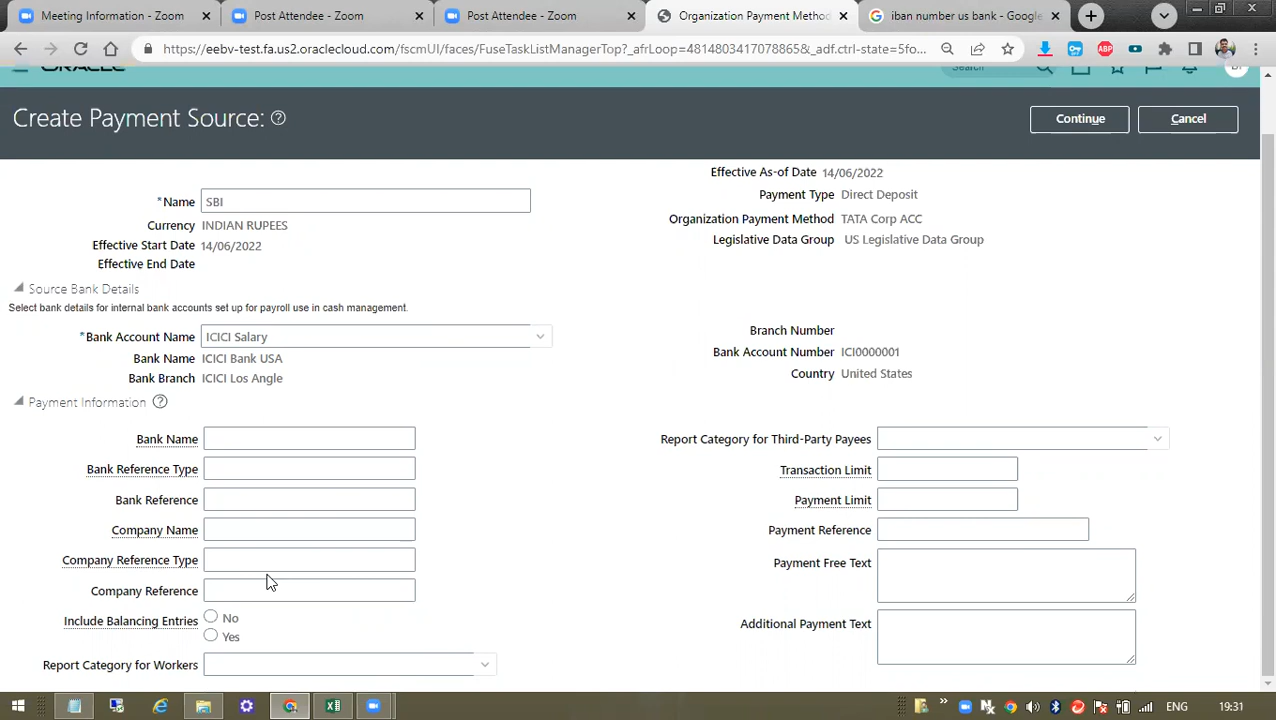 Meeting Information - Zoom
Post Attendee - Zoom
Post Attendee - Zoom
Organization Payment Method
iban number us bank - Google
https://eebv-test.fa.us2.oraclecloud.com/fscmUI/faces/FuseTaskListManagerTop?_afrLoop=4814803417078865&_adf.ctrl-state=5fo...
ABP
ORACLE
Search
Create Payment Source:
Continue
Cancel
Effective As-of Date 14/06/2022
*Name SBI
Payment Type Direct Deposit
Currency INDIAN RUPEES
Organization Payment Method TATA Corp ACC
Effective Start Date 14/06/2022
Legislative Data Group US Legislative Data Group
Effective End Date
Source Bank Details
Select bank details for internal bank accounts set up for payroll use in cash management.
*Bank Account Name ICICI Salary
Branch Number
Bank Name ICICI Bank USA
Bank Account Number ICI0000001
Bank Branch ICICI Los Angle
Country United States
Payment Information
Bank Name
Report Category for Third-Party Payees
Bank Reference Type
Transaction Limit
Bank Reference
Payment Limit
Company Name
Payment Reference
Company Reference Type
Payment Free Text
Company Reference
Include Balancing Entries
No
Yes
Additional Payment Text
Report Category for Workers
ENG
19:31